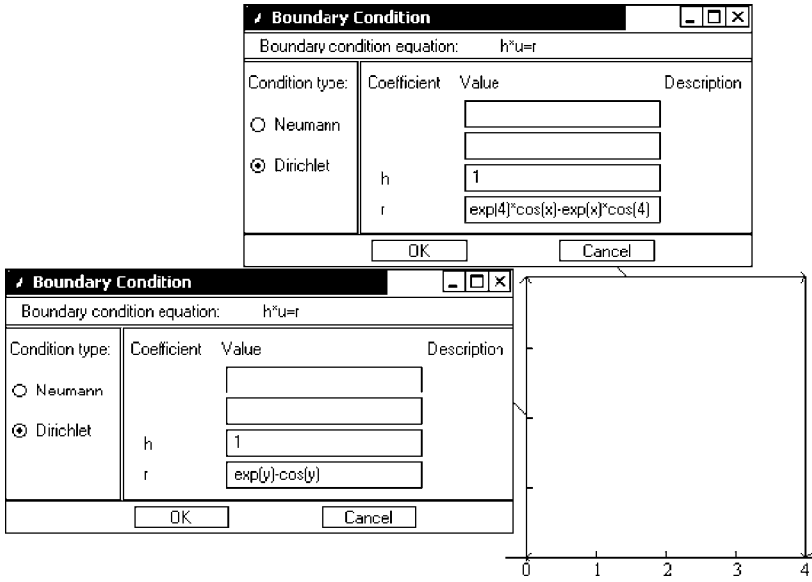 Boundary Condition
Boundary condition equation: h*u=r
Condition type: Coefficient Value Description
Neumann
Dirichlet
h 1
r exp(4)*cos(x)-exp(x)*cos(4)
OK Cancel
Boundary Condition
Boundary condition equation: h*u=r
Condition type: Coefficient Value Description
Neumann
Dirichlet
h 1
r exp(y)-cos(y)
OK Cancel
0 1 2 3 4